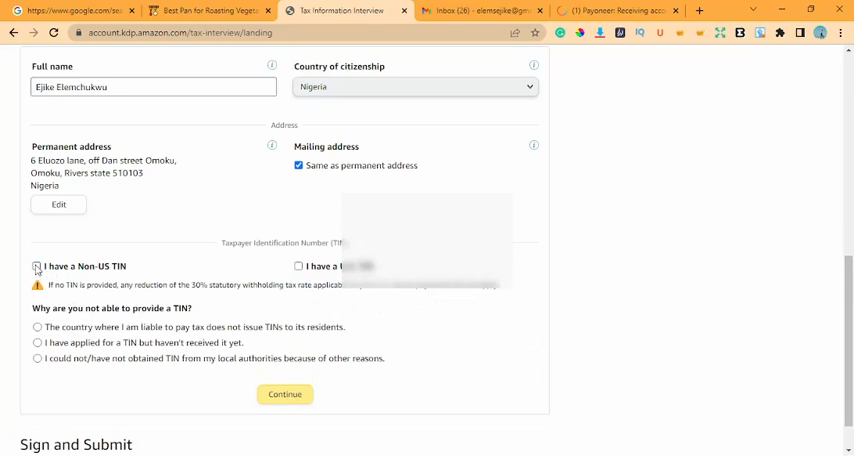 https://www.google.com/sea
Best Pan for Roasting Vegeta
Tax Information Interview
Inbox (26) - elemsejike@gm
(1) Payoneer: Receiving acco
account.kdp.amazon.com/tax-interview/landing
Full name
Country of citizenship
Ejike Elemchukwu
Nigeria
Address
Permanent address
Mailing address
6 Eluozo lane, off Dan street Omoku,
Same as permanent address
Omoku, Rivers state 510103
Nigeria
Edit
Taxpayer Identification Number (TIN
I have a Non-US TIN
I have a
If no TIN is provided, any reduction of the 30% statutory withholding tax rate applicab
Why are you not able to provide a TIN?
The country where I am liable to pay tax does not issue TINs to its residents.
I have applied for a TIN but haven't received it yet.
I could not/have not obtained TIN from my local authorities because of other reasons.
Continue
Sign and Submit